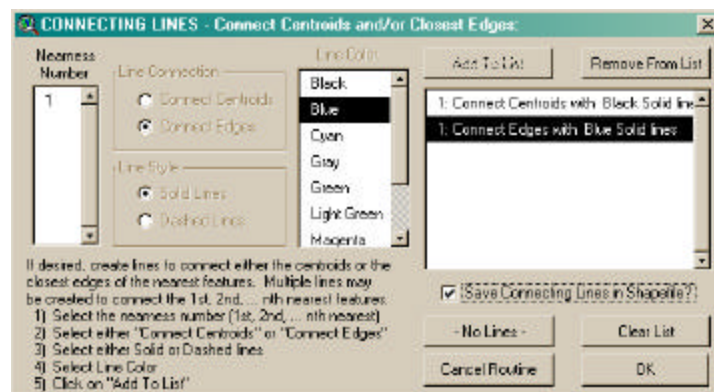 CONNECTING LINES - Connect Centroids and/or Closest Edges:
Nearness
Number
1
Line Connection
Connect Centroids
Connect Edges
Line Style
Solid Lines
Dashed Lines
Line Color
Black
Blue
Cyan
Gray
Green
Light Green
Magenta
Add To List
Remove From List
1: Connect Centroids with Black Solid line
1: Connect Edges with Blue Solid lines
Save Connecting Lines in Shapefile?
- No Lines -
Clear List
Cancel Routine
OK
If desired, create lines to connect either the centroids or the
closest edges of the nearest features. Multiple lines may
be created to connect the 1st, 2nd, ... nth nearest features.
1) Select the nearness number (1st, 2nd, ... nth nearest)
2) Select either "Connect Centroids" or "Connect Edges"
3) Select either Solid or Dashed lines
4) Select Line Color
5) Click on "Add To List"